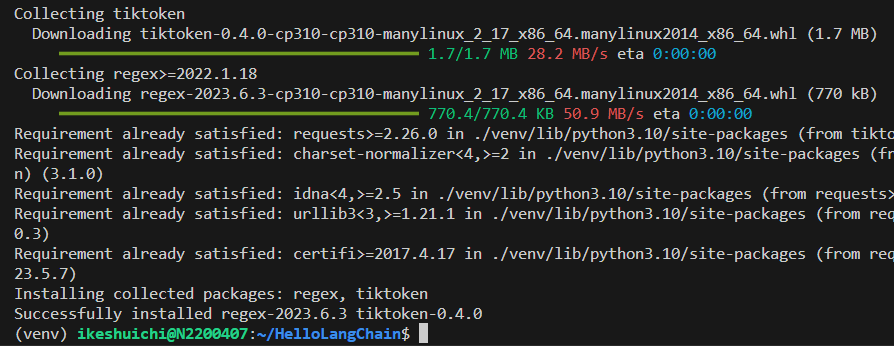 Collecting tiktoken
  Downloading tiktoken-0.4.0-cp310-cp310-manylinux_2_17_x86_64.manylinux2014_x86_64.whl (1.7 MB)
1.7/1.7 MB 28.2 MB/s eta 0:00:00
Collecting regex>=2022.1.18
  Downloading regex-2023.6.3-cp310-cp310-manylinux_2_17_x86_64.manylinux2014_x86_64.whl (770 kB)
770.4/770.4 KB 50.9 MB/s eta 0:00:00
Requirement already satisfied: requests>=2.26.0 in ./venv/lib/python3.10/site-packages (from tikto
Requirement already satisfied: charset-normalizer<4,>=2 in ./venv/lib/python3.10/site-packages (fr
n) (3.1.0)
Requirement already satisfied: idna<4,>=2.5 in ./venv/lib/python3.10/site-packages (from requests>
Requirement already satisfied: urllib3<3,>=1.21.1 in ./venv/lib/python3.10/site-packages (from req
0.3)
Requirement already satisfied: certifi>=2017.4.17 in ./venv/lib/python3.10/site-packages (from req
23.5.7)
Installing collected packages: regex, tiktoken
Successfully installed regex-2023.6.3 tiktoken-0.4.0
(venv) ikeshuichi@N2200407:~/HelloLangChain$